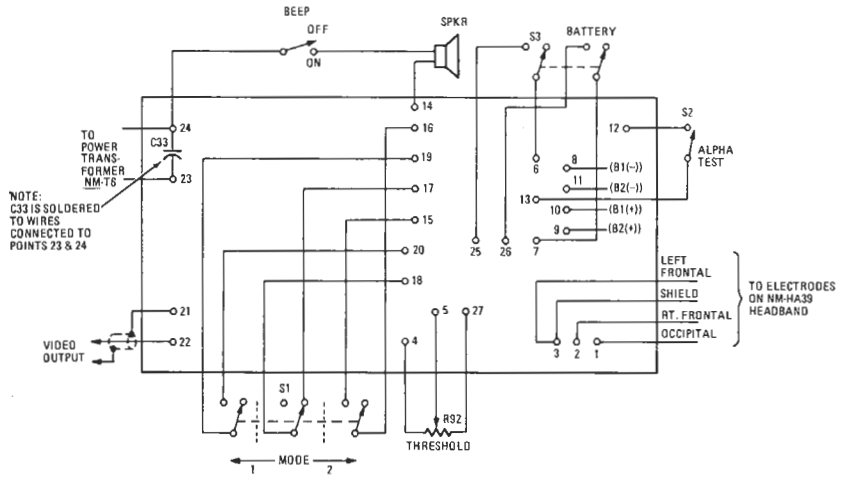 BEEP
OFF
ON
SPKR
S3
BATTERY
14
16
19
17
15
20
18
24
C33
23
TO
POWER
TRANS-
FORMER
NM-T6
NOTE:
C33 IS SOLDERED
TO WIRES
CONNECTED TO
POINTS 23 & 24
12
S2
ALPHA
TEST
6
8
(B1(-))
11
(B2(-))
13
10
(B1(+))
9
(B2(+))
25
26
7
LEFT
FRONTAL
SHIELD
RT. FRONTAL
OCCIPITAL
TO ELECTRODES
ON NM-HA39
HEADBAND
3
2
1
21
22
VIDEO
OUTPUT
5
27
4
S1
R92
THRESHOLD
MODE
1
2